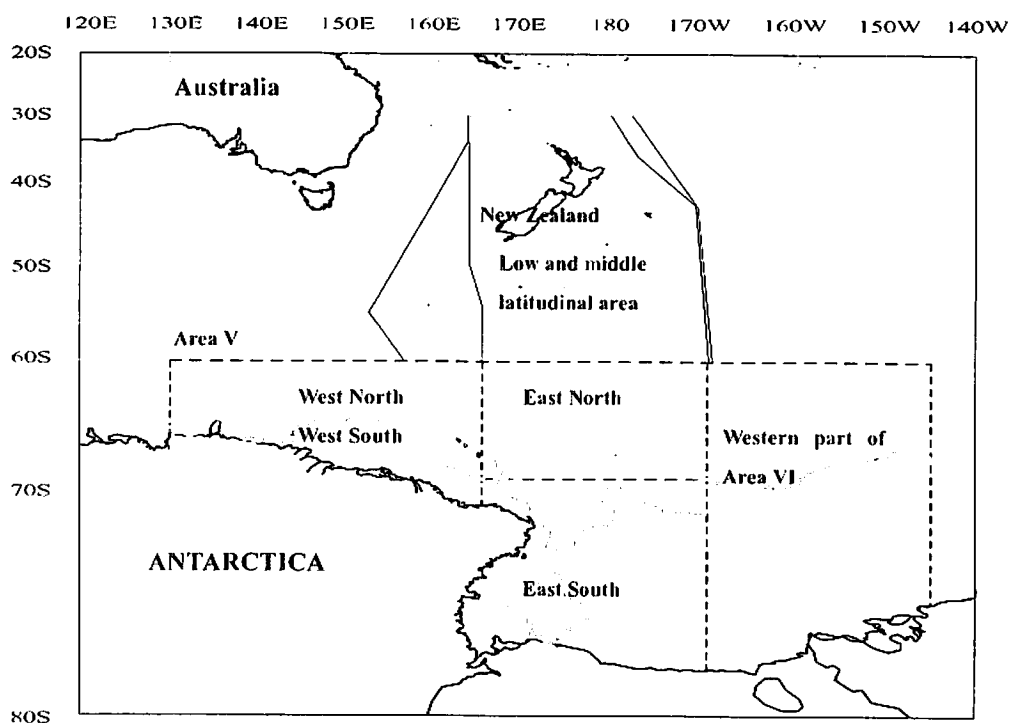 120E 130E 140E 150E 160E 170E 180 170W 160W 150W 140W
20S
Australia
30S
40S
New Zealand
50S
Low and middle
latitudinal area
Area V
60S
West North
East North
West South
Western part of
Area VI
70S
ANTARCTICA
East South
80S